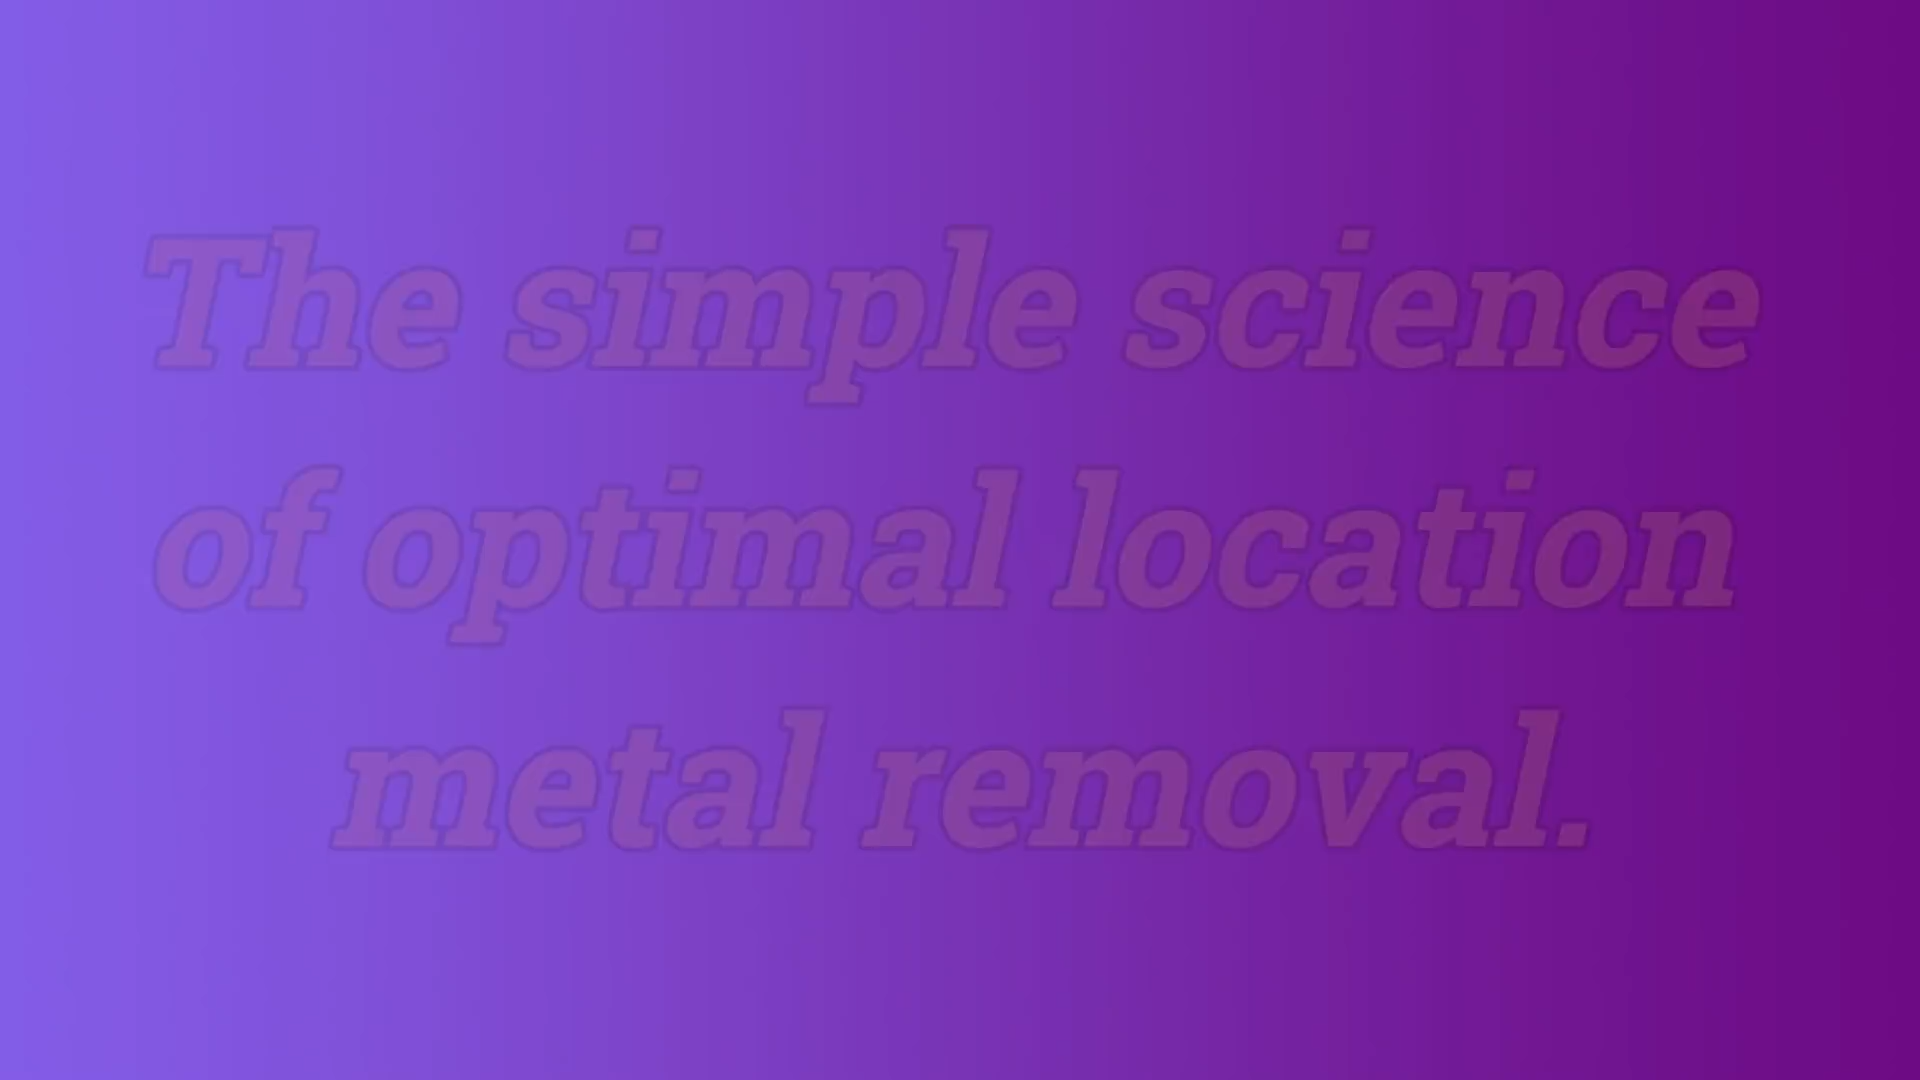 The simple science
of optimal location
metal removal.